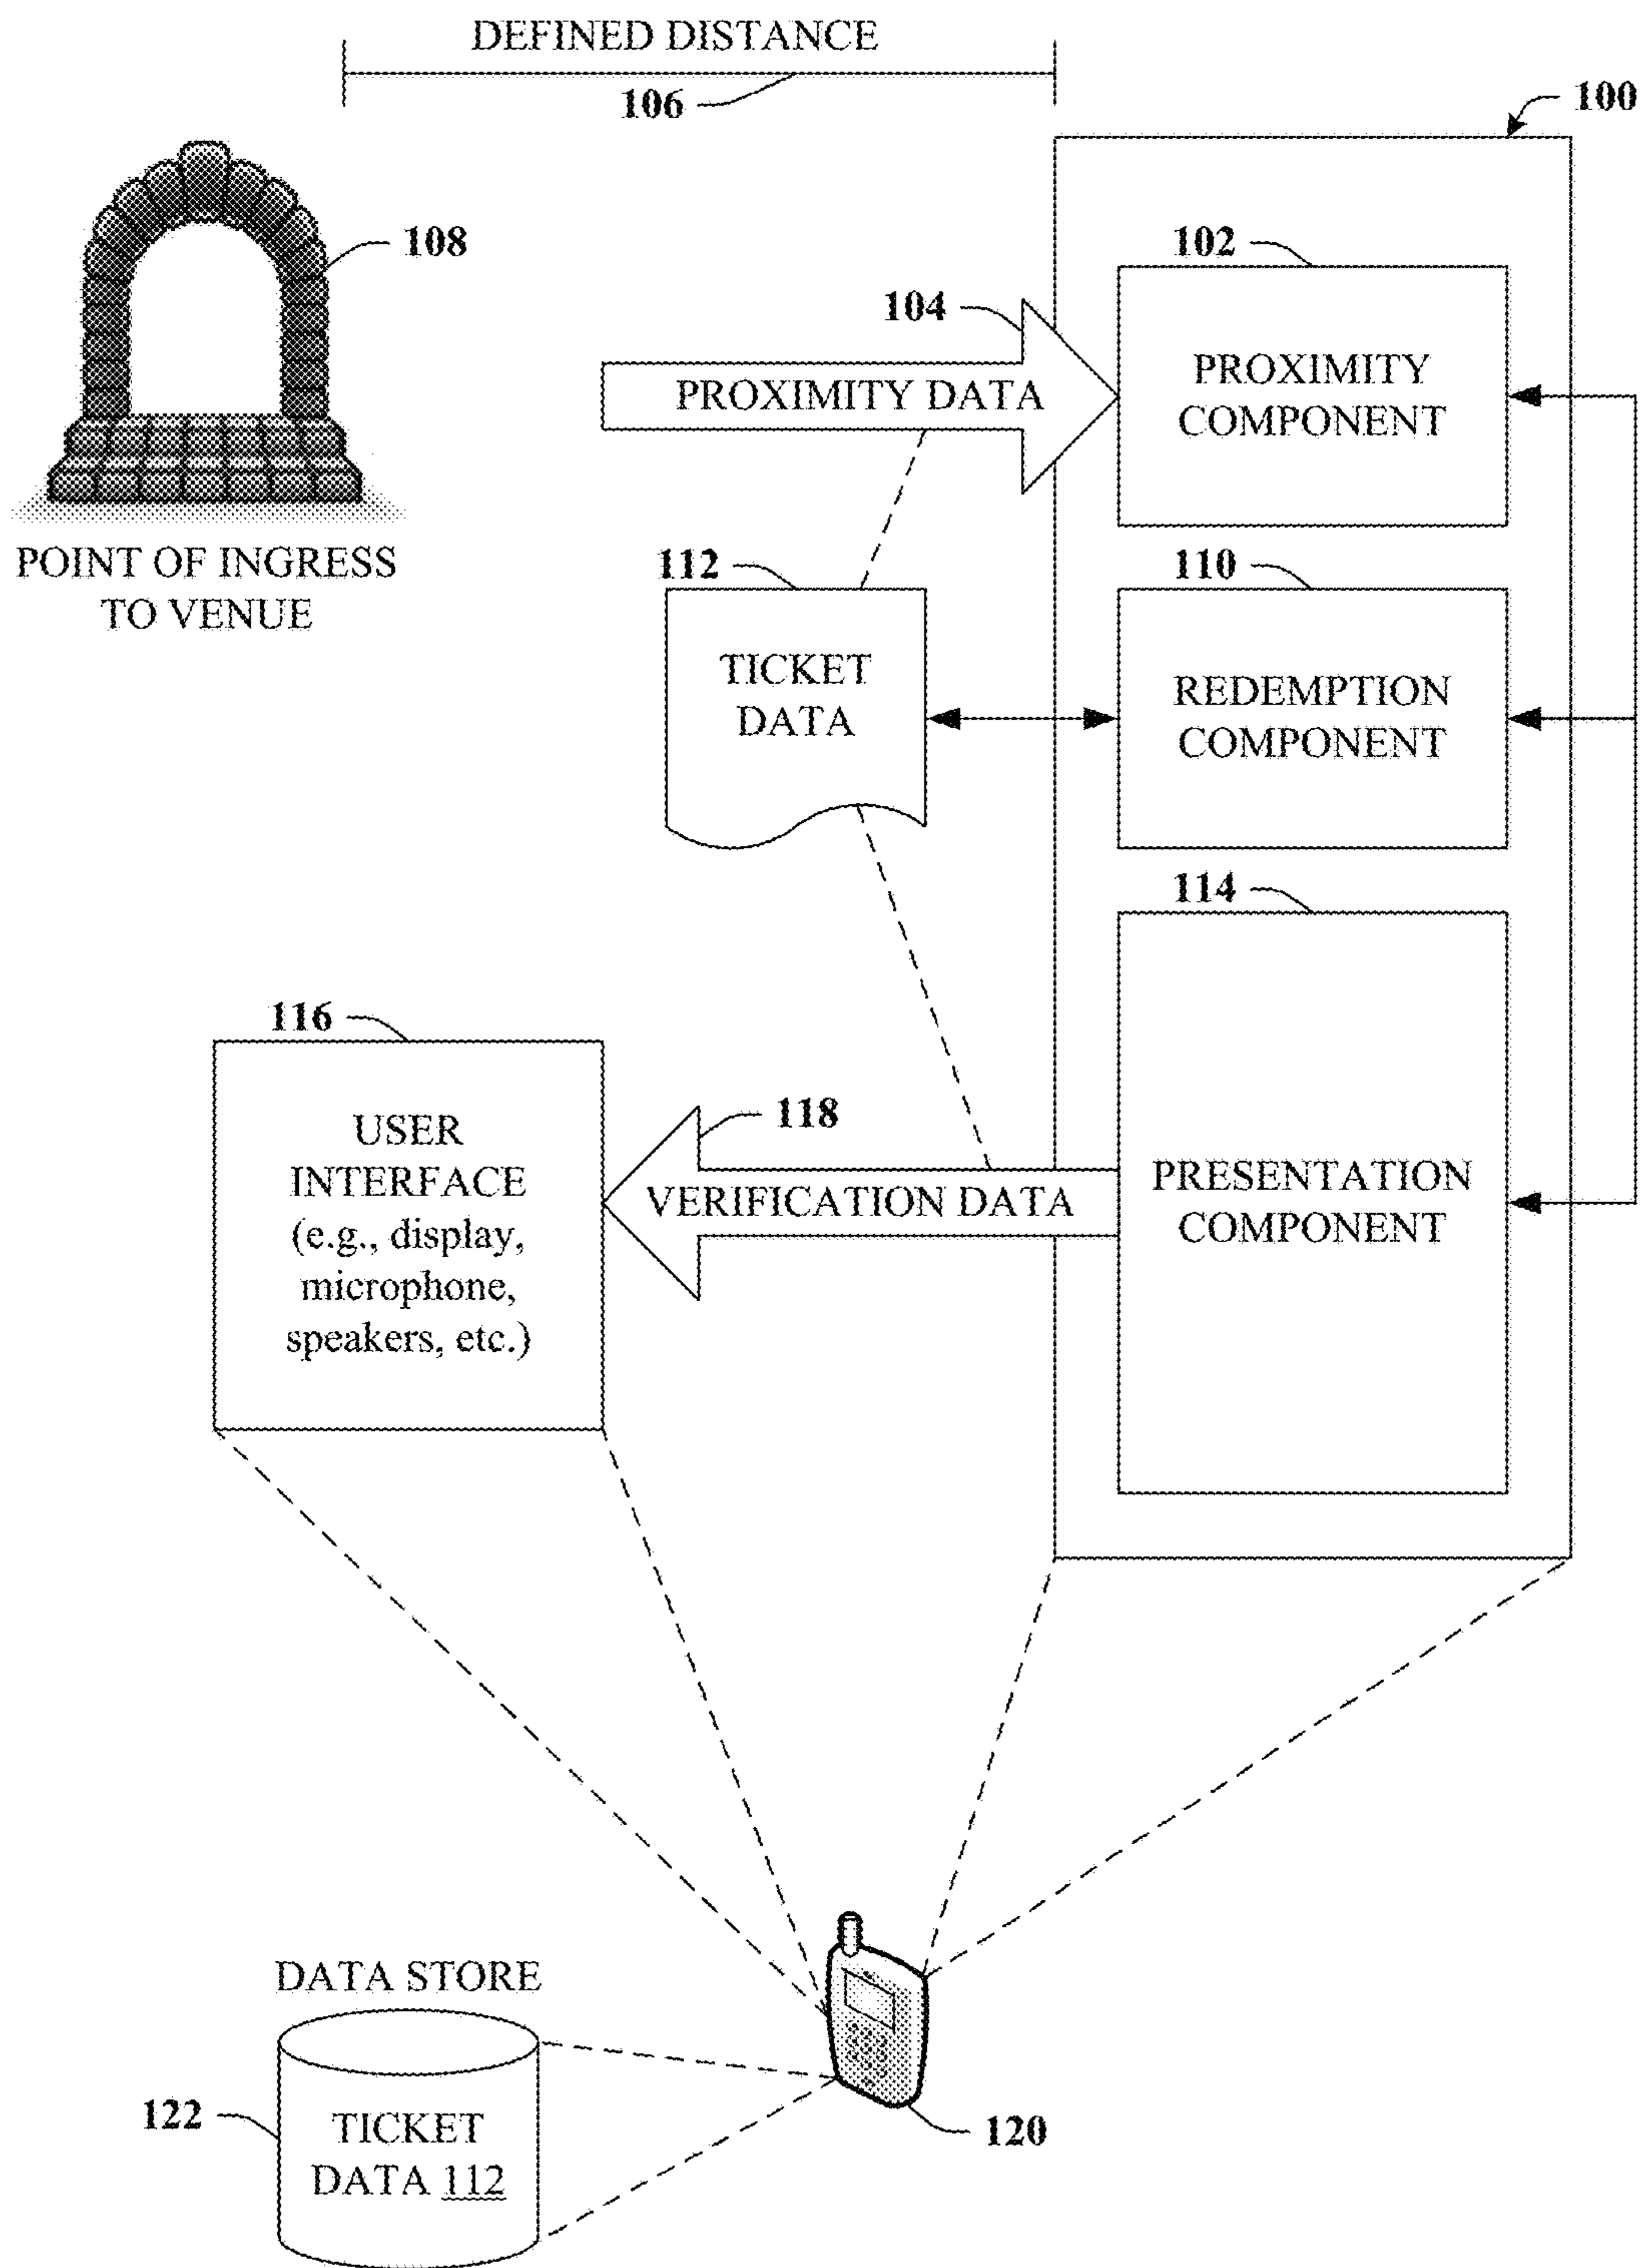 DEFINED DISTANCE
106
100
108
102
104
PROXIMITY DATA
PROXIMITY
COMPONENT
POINT OF INGRESS
TO VENUE
112
110
TICKET
DATA
REDEMPTION
COMPONENT
114
116
118
USER
INTERFACE
(e.g., display,
microphone,
speakers, etc.)
VERIFICATION DATA
PRESENTATION
COMPONENT
DATA STORE
122
TICKET
DATA 112
120